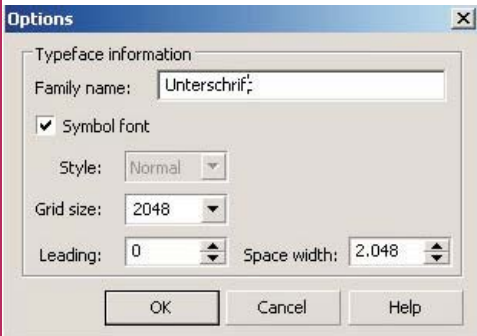 Options
Typeface information
Family name: Unterschrift
Symbol font
Style: Normal
Grid size: 2048
Leading: 0 Space width: 2.048
OK Cancel Help